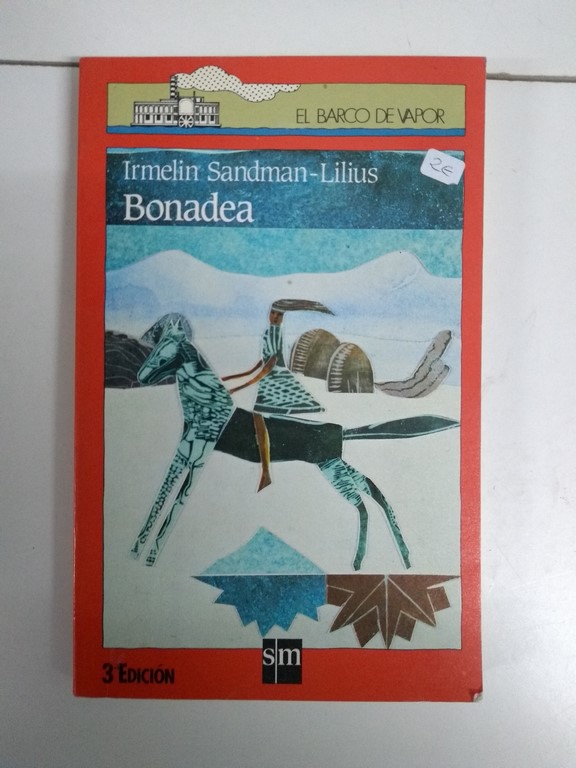 EL BARCO DE VAPOR
2€
Irmelin Sandman-Lilius
Bonadea
sm
3ª EDICIÓN